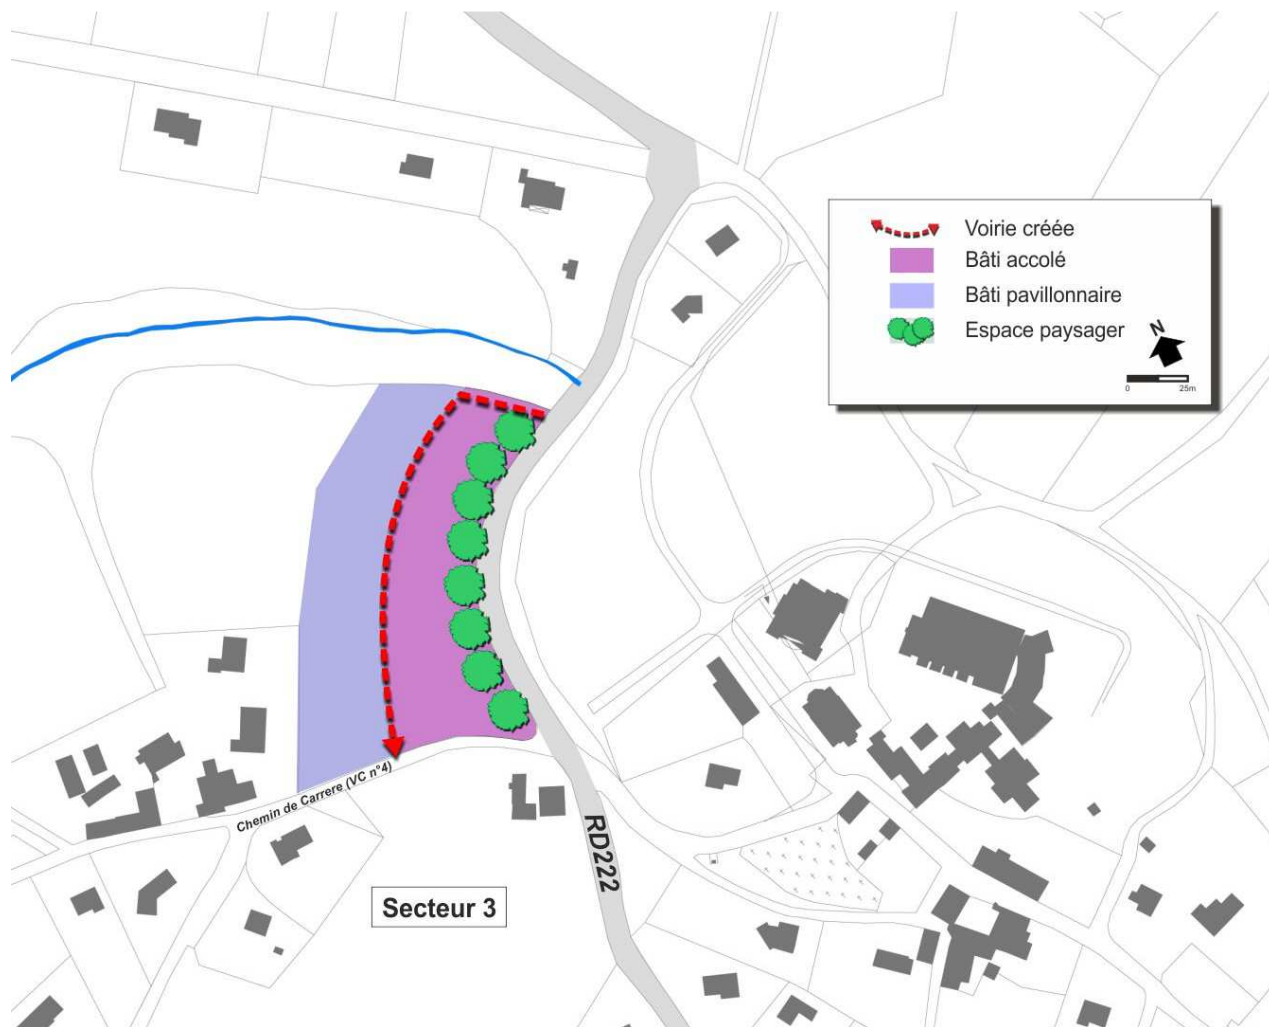 Voirie créée
Bâti accolé
Bâti pavillonnaire
Espace paysager
N
0 25m
Chemin de Carrere (VC n°4)
RD222
Secteur 3